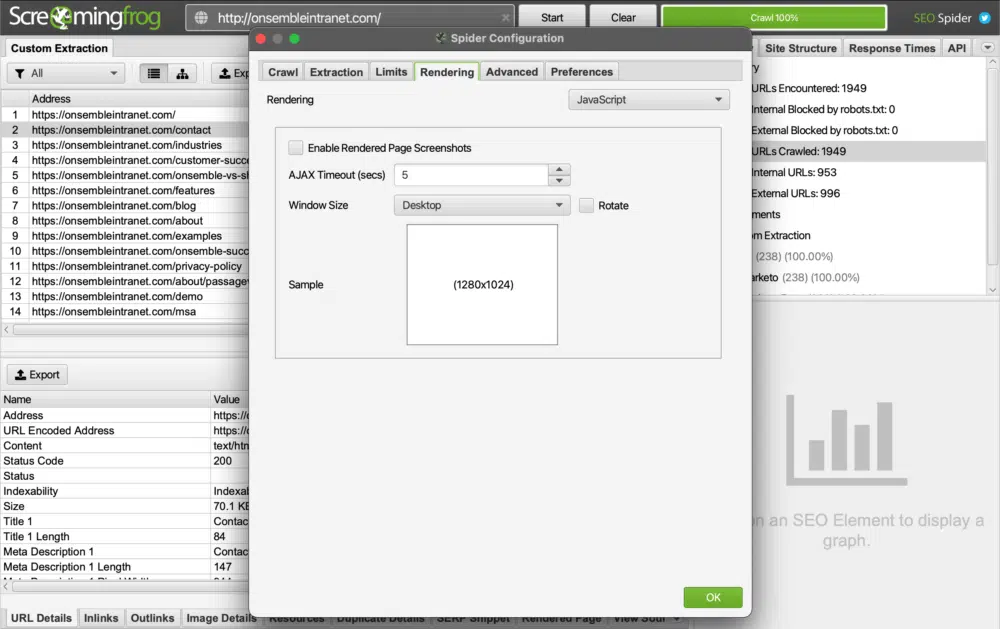 Screamingfrog
http://onsembleintranet.com/
Start
Clear
Crawl 100%
SEO Spider
Custom Extraction
All
Exp
Address
1 https://onsembleintranet.com/
2 https://onsembleintranet.com/contact
3 https://onsembleintranet.com/industries
4 https://onsembleintranet.com/customer-succ
5 https://onsembleintranet.com/onsemble-vs-s
6 https://onsembleintranet.com/features
7 https://onsembleintranet.com/blog
8 https://onsembleintranet.com/about
9 https://onsembleintranet.com/examples
10 https://onsembleintranet.com/onsemble-succ
11 https://onsembleintranet.com/privacy-policy
12 https://onsembleintranet.com/about/passagew
13 https://onsembleintranet.com/demo
14 https://onsembleintranet.com/msa
Export
Name Value
Address https://
URL Encoded Address https://
Content text/htm
Status Code 200
Status
Indexability Indexal
Size 70.1 KE
Title 1 Contac
Title 1 Length 84
Meta Description 1 Contac
Meta Description 1 Length 147
Meta Description 1 Pixel Width
URL Details Inlinks Outlinks Image Details Resources Duplicate Details SERP Snippet Rendered Page View Sour
Spider Configuration
Crawl Extraction Limits Rendering Advanced Preferences
Rendering JavaScript
Enable Rendered Page Screenshots
AJAX Timeout (secs) 5
Window Size Desktop Rotate
Sample (1280x1024)
OK
Site Structure Response Times API
ry
URLs Encountered: 1949
Internal Blocked by robots.txt: 0
External Blocked by robots.txt: 0
URLs Crawled: 1949
Internal URLs: 953
External URLs: 996
ments
om Extraction
(238) (100.00%)
arketo (238) (100.00%)
n an SEO Element to display a
graph.